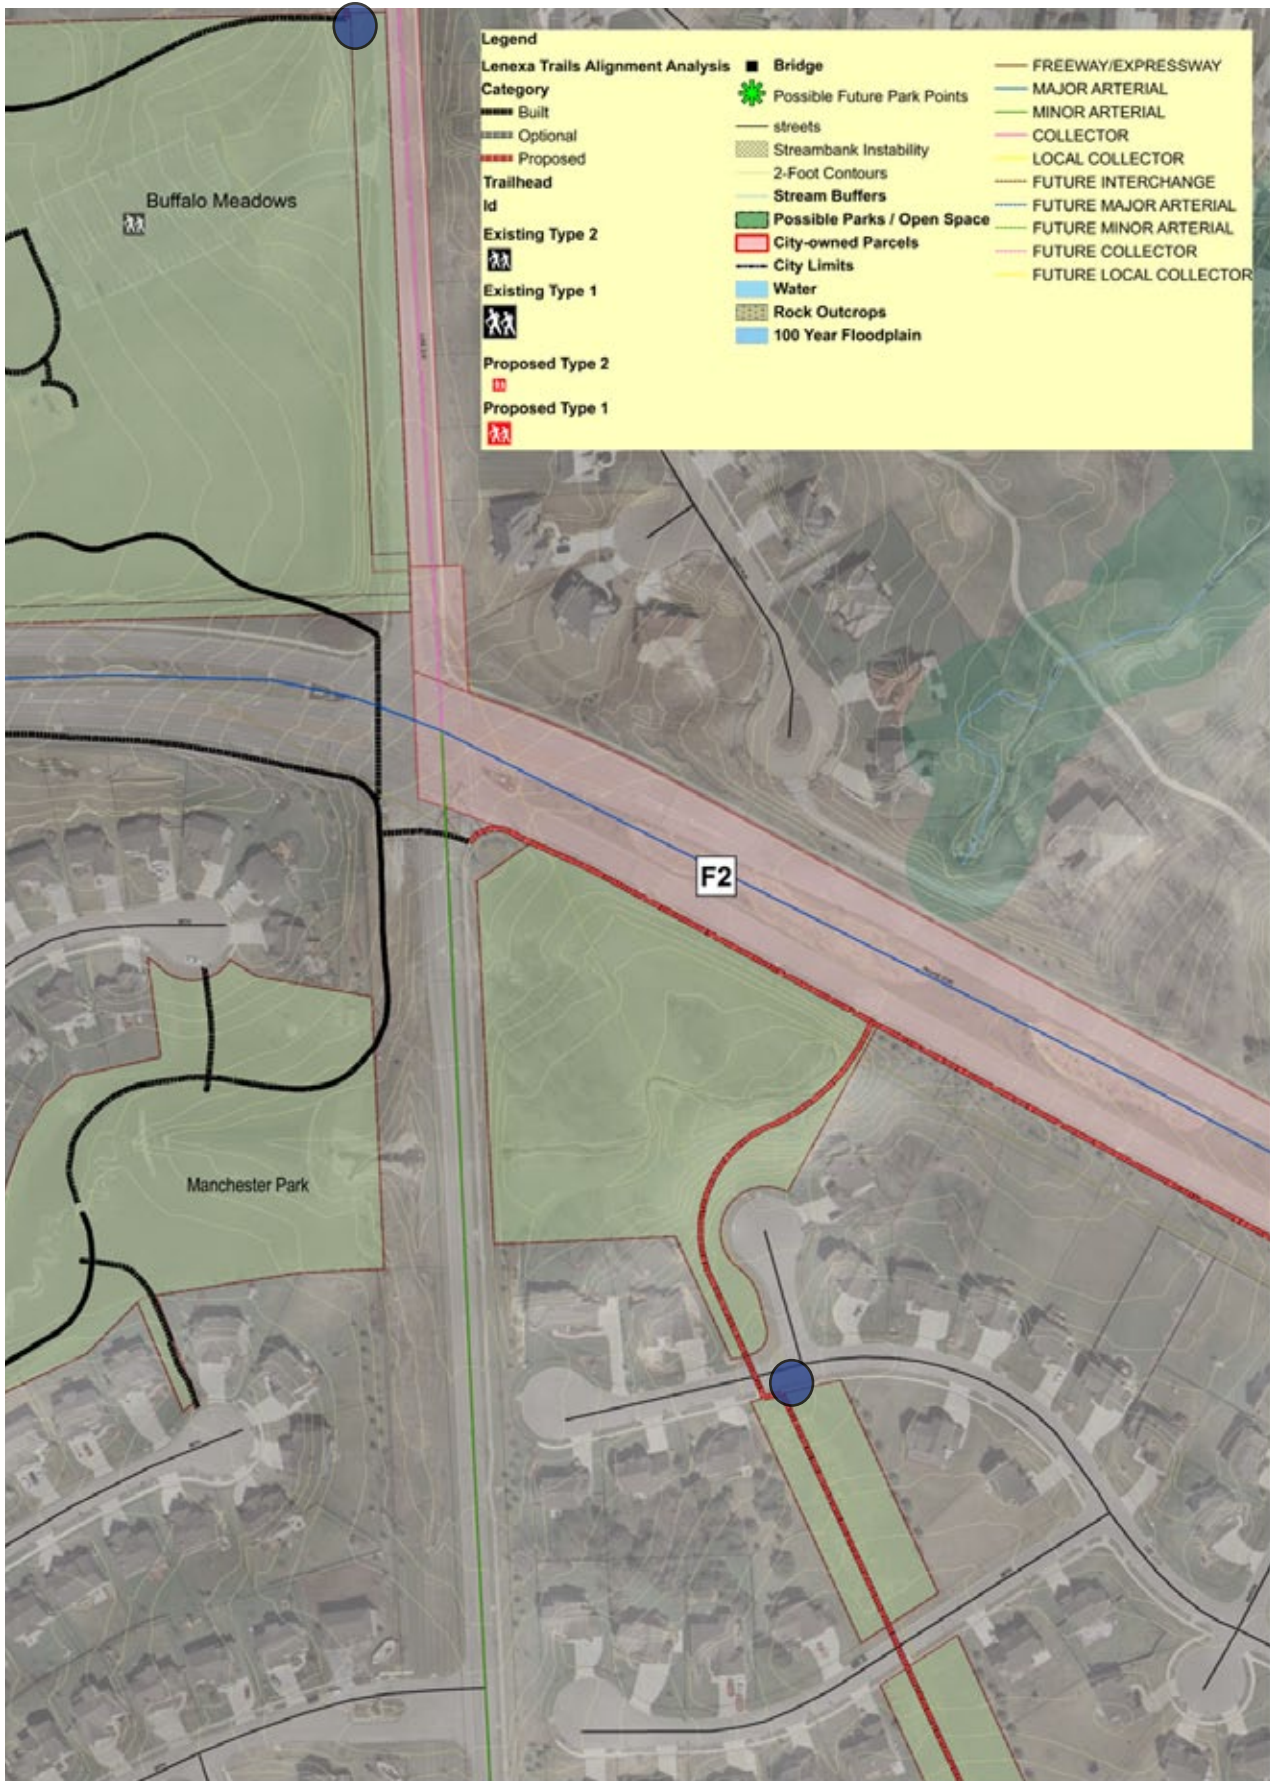 Legend
Lenexa Trails Alignment Analysis
Category
Built
Optional
Proposed
Trailhead
Id
Existing Type 2
Existing Type 1
Proposed Type 2
Proposed Type 1
Bridge
Possible Future Park Points
streets
Streambank Instability
2-Foot Contours
Stream Buffers
Possible Parks / Open Space
City-owned Parcels
City Limits
Water
Rock Outcrops
100 Year Floodplain
FREEWAY/EXPRESSWAY
MAJOR ARTERIAL
MINOR ARTERIAL
COLLECTOR
LOCAL COLLECTOR
FUTURE INTERCHANGE
FUTURE MAJOR ARTERIAL
FUTURE MINOR ARTERIAL
FUTURE COLLECTOR
FUTURE LOCAL COLLECTOR
Buffalo Meadows
F2
Manchester Park